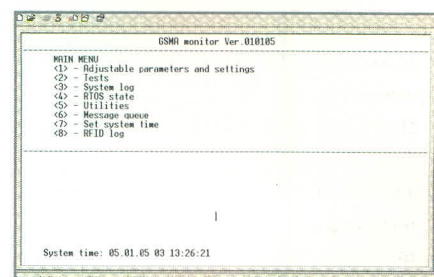 GSMA monitor Ver.010105
MAIN MENU
<1> - Adjustable parameters and settings
<2> - Tests
<3> - System log
<4> - RTOS state
<5> - Utilities
<6> - Message queue
<7> - Set system time
<8> - RFID log
System time: 05.01.05 03 13:26:21